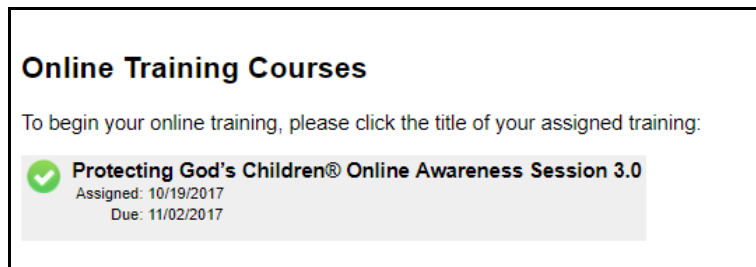 Online Training Courses
To begin your online training, please click the title of your assigned training:
Protecting God’s Children® Online Awareness Session 3.0
Assigned: 10/19/2017
Due: 11/02/2017